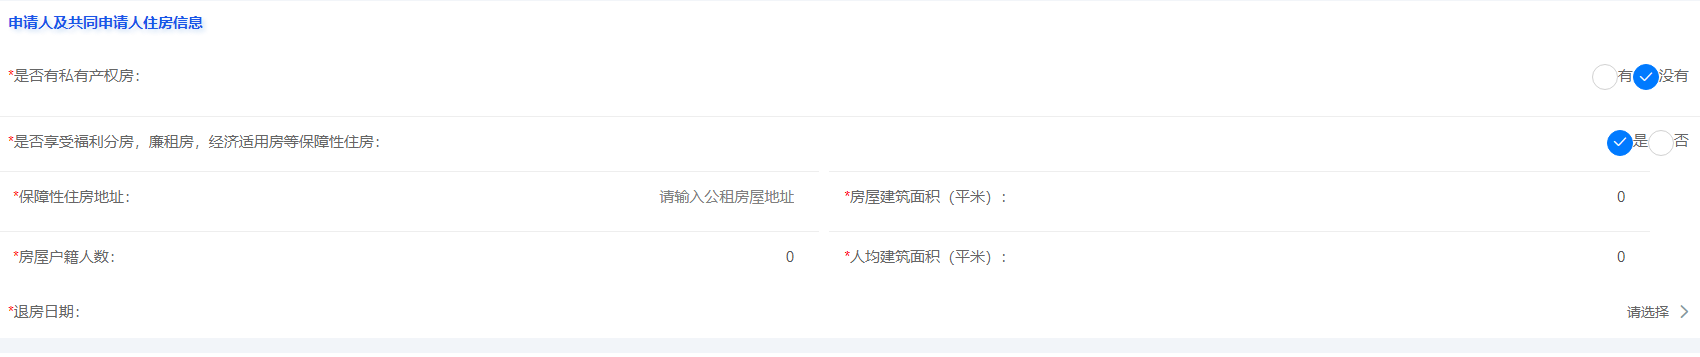 申请人及共同申请人住房信息
*是否有私有产权房： 有 没有
*是否享受福利分房，廉租房，经济适用房等保障性住房： 是 否
*保障性住房地址： 请输入公租房屋地址 *房屋建筑面积（平米）： 0
*房屋户籍人数： 0 *人均建筑面积（平米）： 0
*退房日期： 请选择